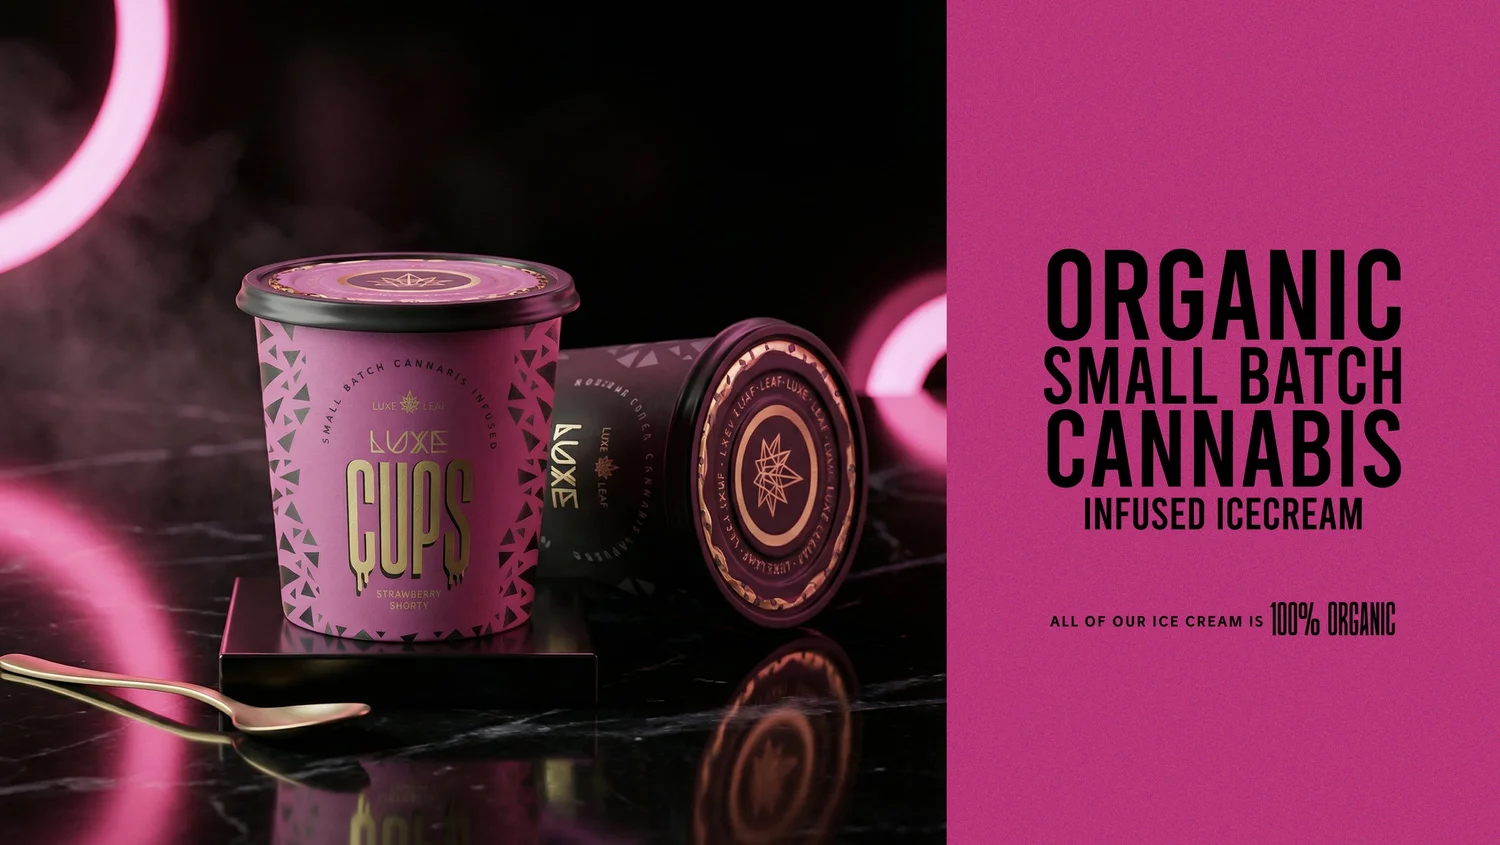 SMALL BATCH CANNARIS INFUSED
LUXE LEAF
LUXE
CUPS
STRAWBERRY
SHORTY
LUXE
LUXE LEAF
ORGANIC
SMALL BATCH
CANNABIS
INFUSED ICECREAM
ALL OF OUR ICE CREAM IS 100% ORGANIC